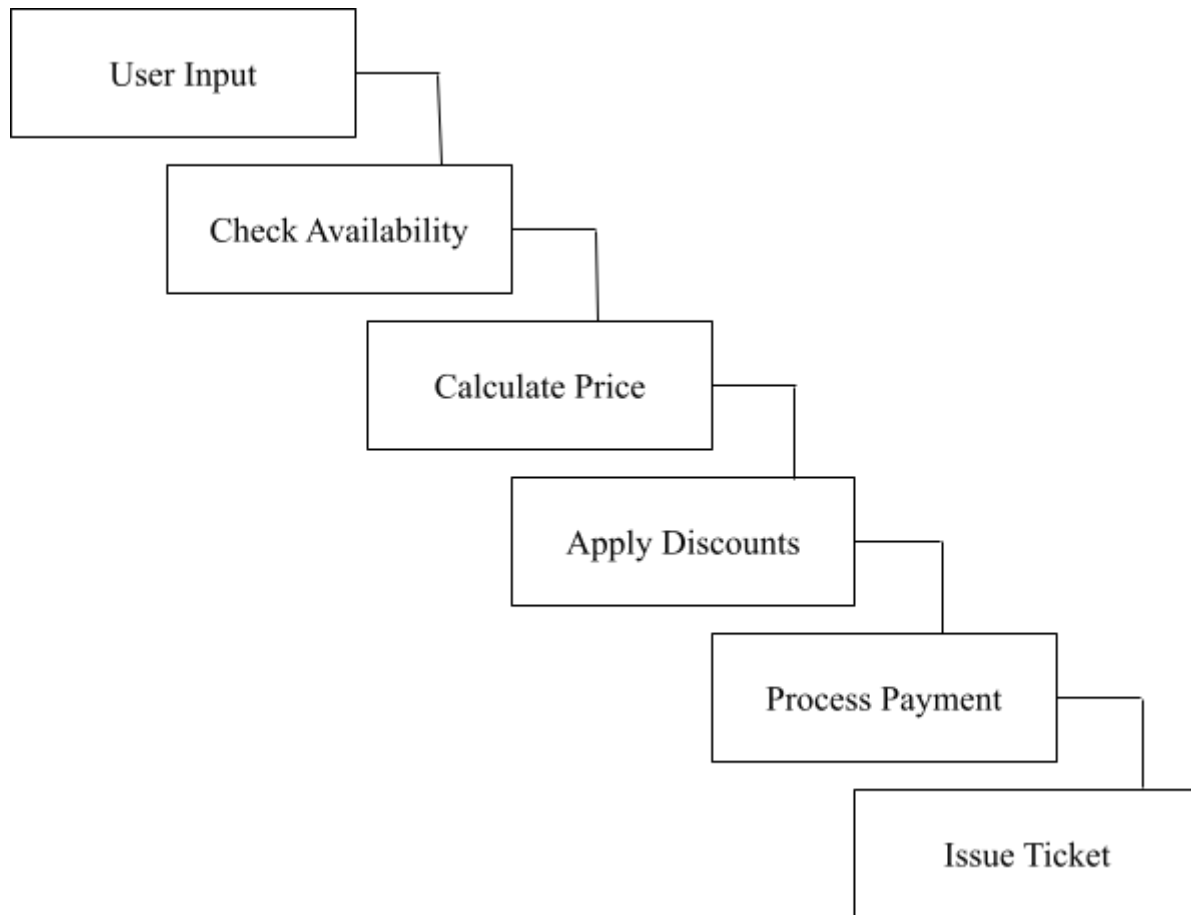 User Input
Check Availability
Calculate Price
Apply Discounts
Process Payment
Issue Ticket